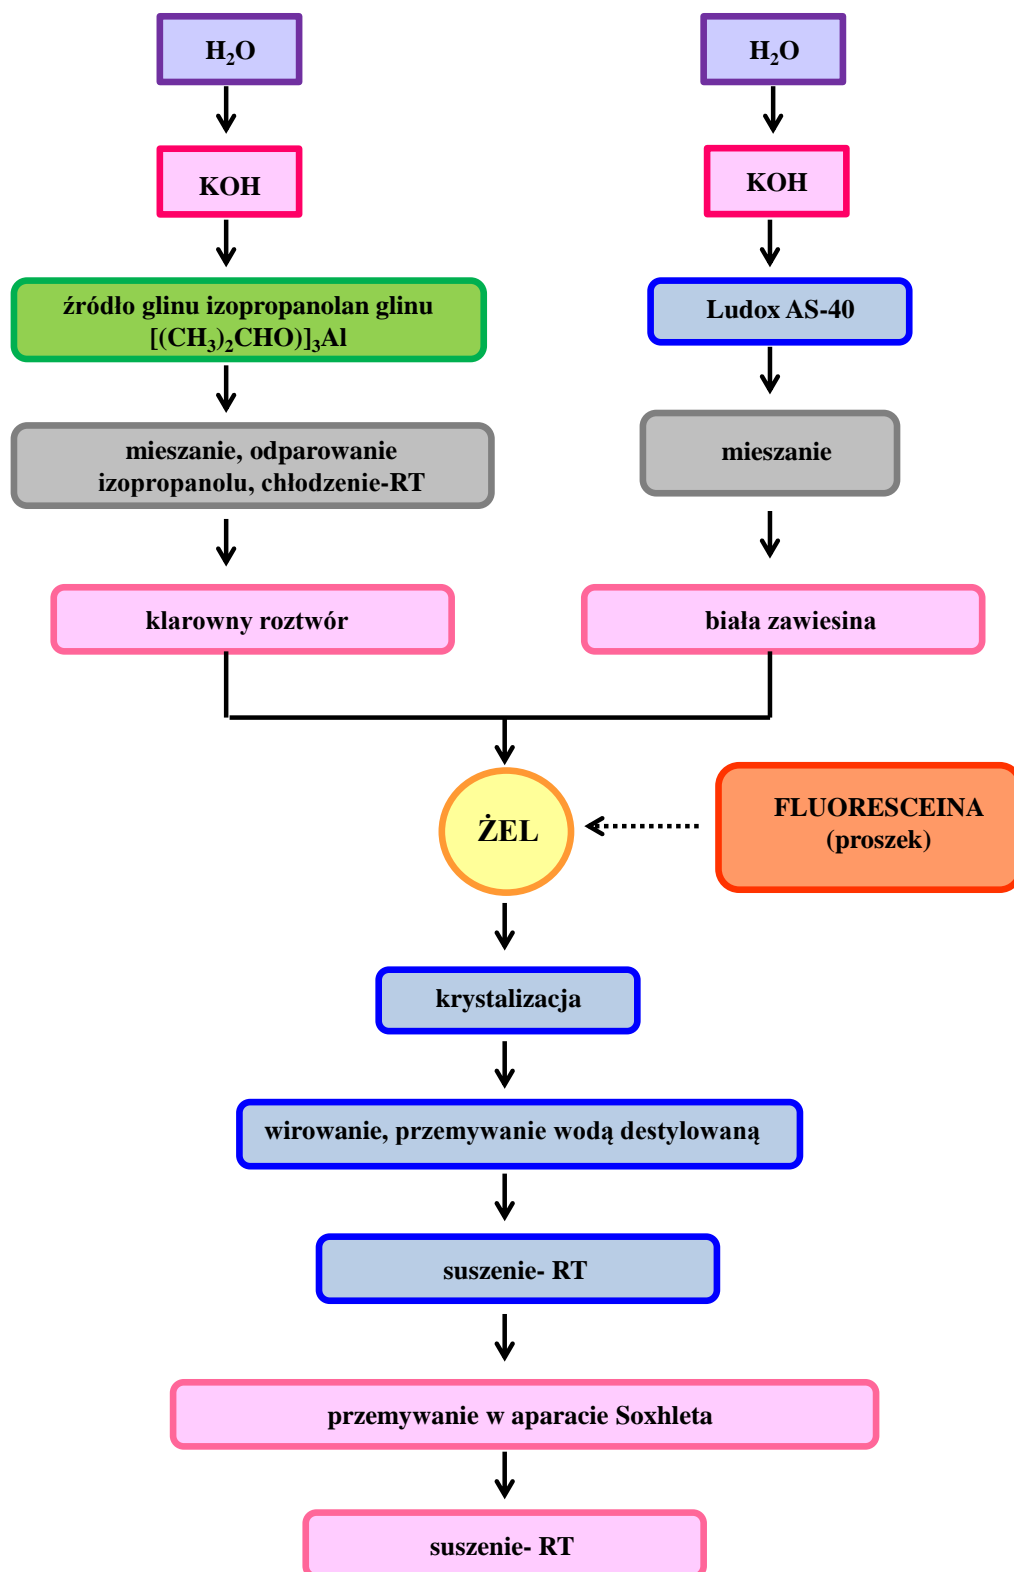 H₂O
KOH
źródło glinu izopropanolan glinu
[(CH₃)₂CHO)]₃Al
mieszanie, odparowanie
izopropanolu, chłodzenie-RT
klarowny roztwór
H₂O
KOH
Ludox AS-40
mieszanie
biała zawiesina
ŻEL
FLUORESCEINA
(proszek)
krystalizacja
wirowanie, przemywanie wodą destylowaną
suszenie- RT
przemywanie w aparacie Soxhleta
suszenie- RT